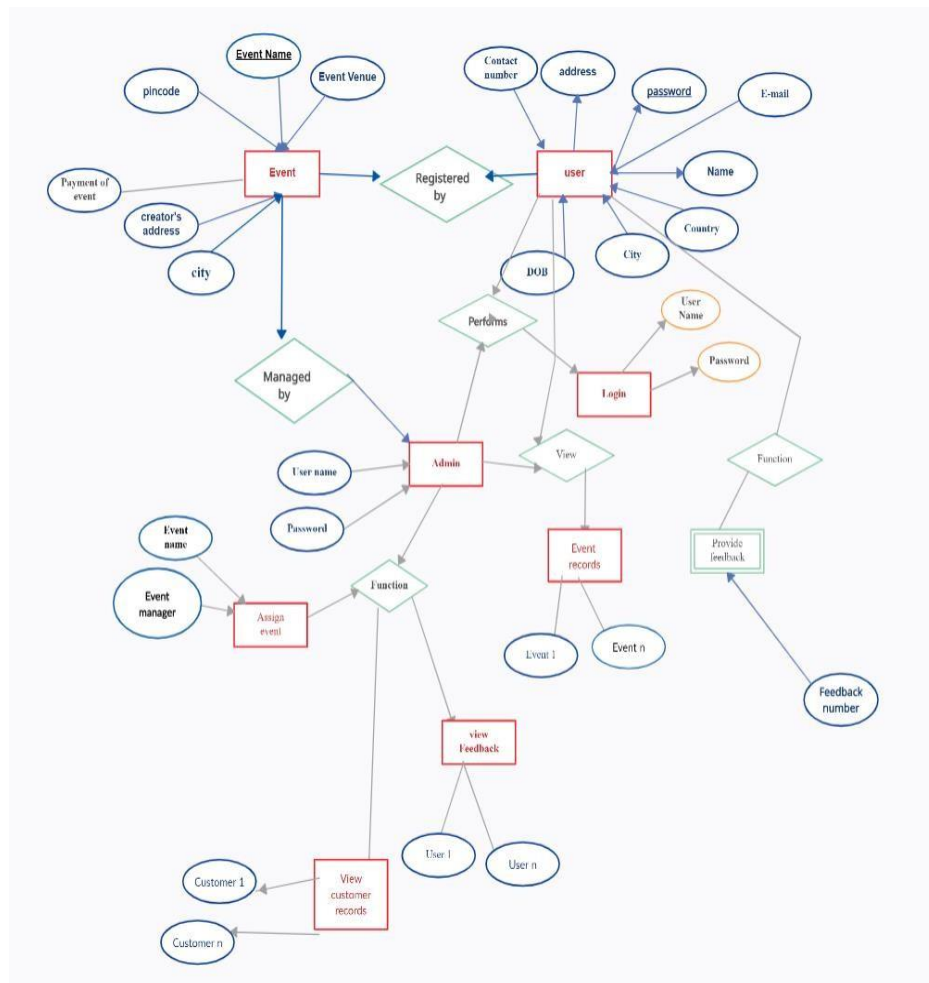 Event Name
Event Venue
pincode
Contact
number
address
password
E-mail
Event
Registered
by
user
Name
Payment of
event
creator's
address
city
Country
City
DOB
User
Name
Performs
Password
Managed
by
Login
User name
Admin
View
Function
Password
Event
name
Event
records
Provide
feedback
Event
manager
Function
Assign
event
Event 1
Event n
Feedback
number
view
Feedback
User 1
User n
Customer 1
View
customer
records
Customer n